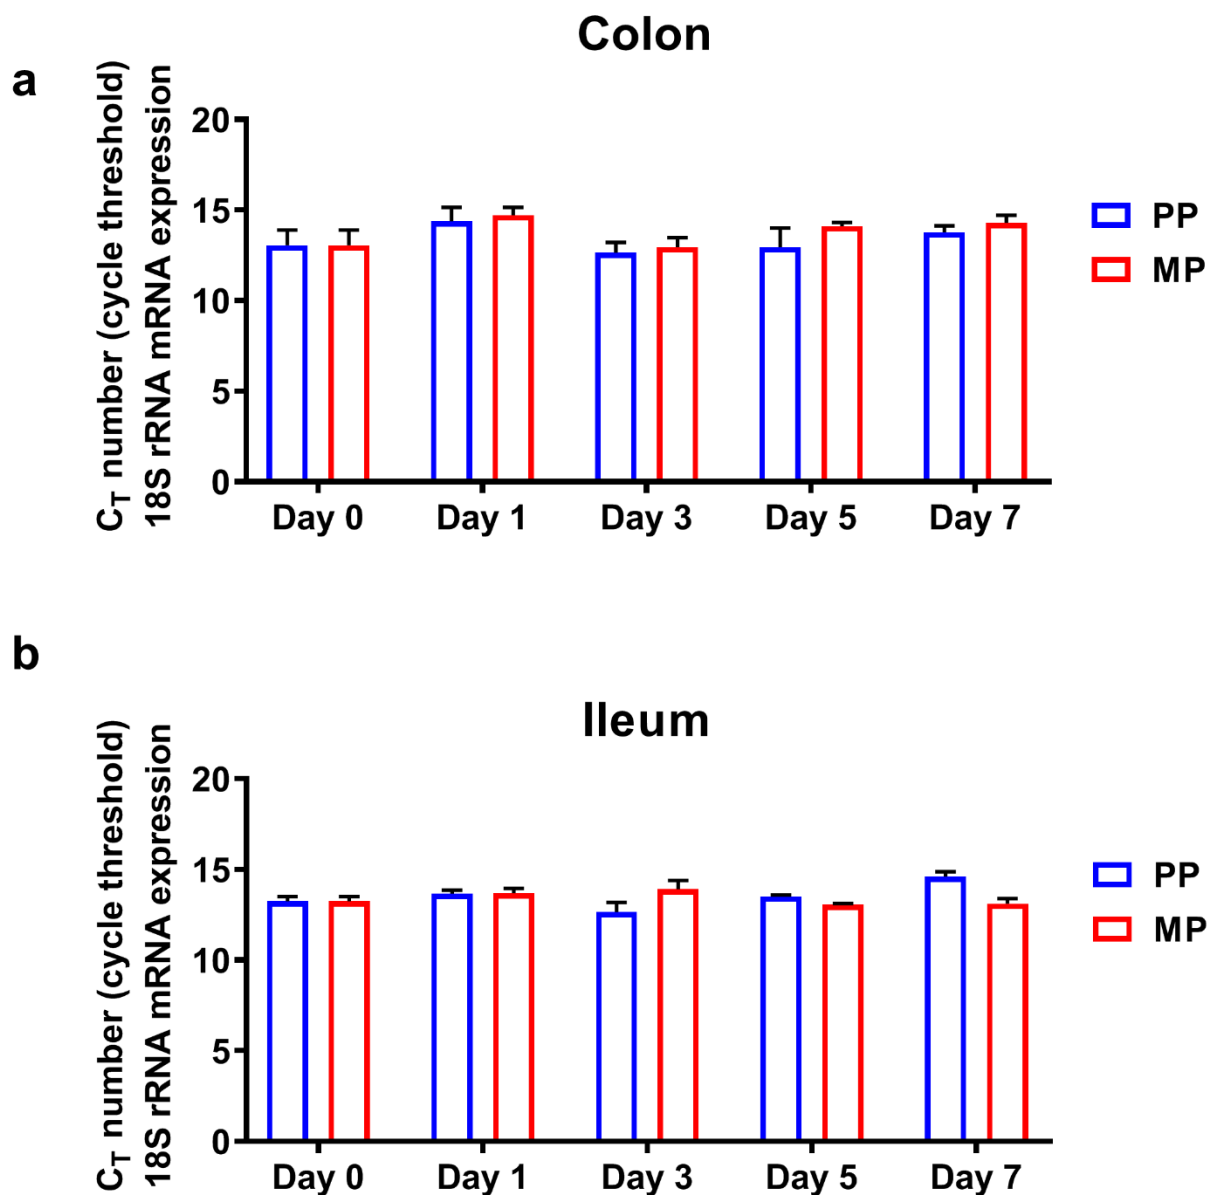 Colon
a
C_T number (cycle threshold)
18S rRNA mRNA expression
20
15
10
5
0
Day 0
Day 1
Day 3
Day 5
Day 7
PP
MP
b
Ileum
C_T number (cycle threshold)
18S rRNA mRNA expression
20
15
10
5
0
Day 0
Day 1
Day 3
Day 5
Day 7
PP
MP